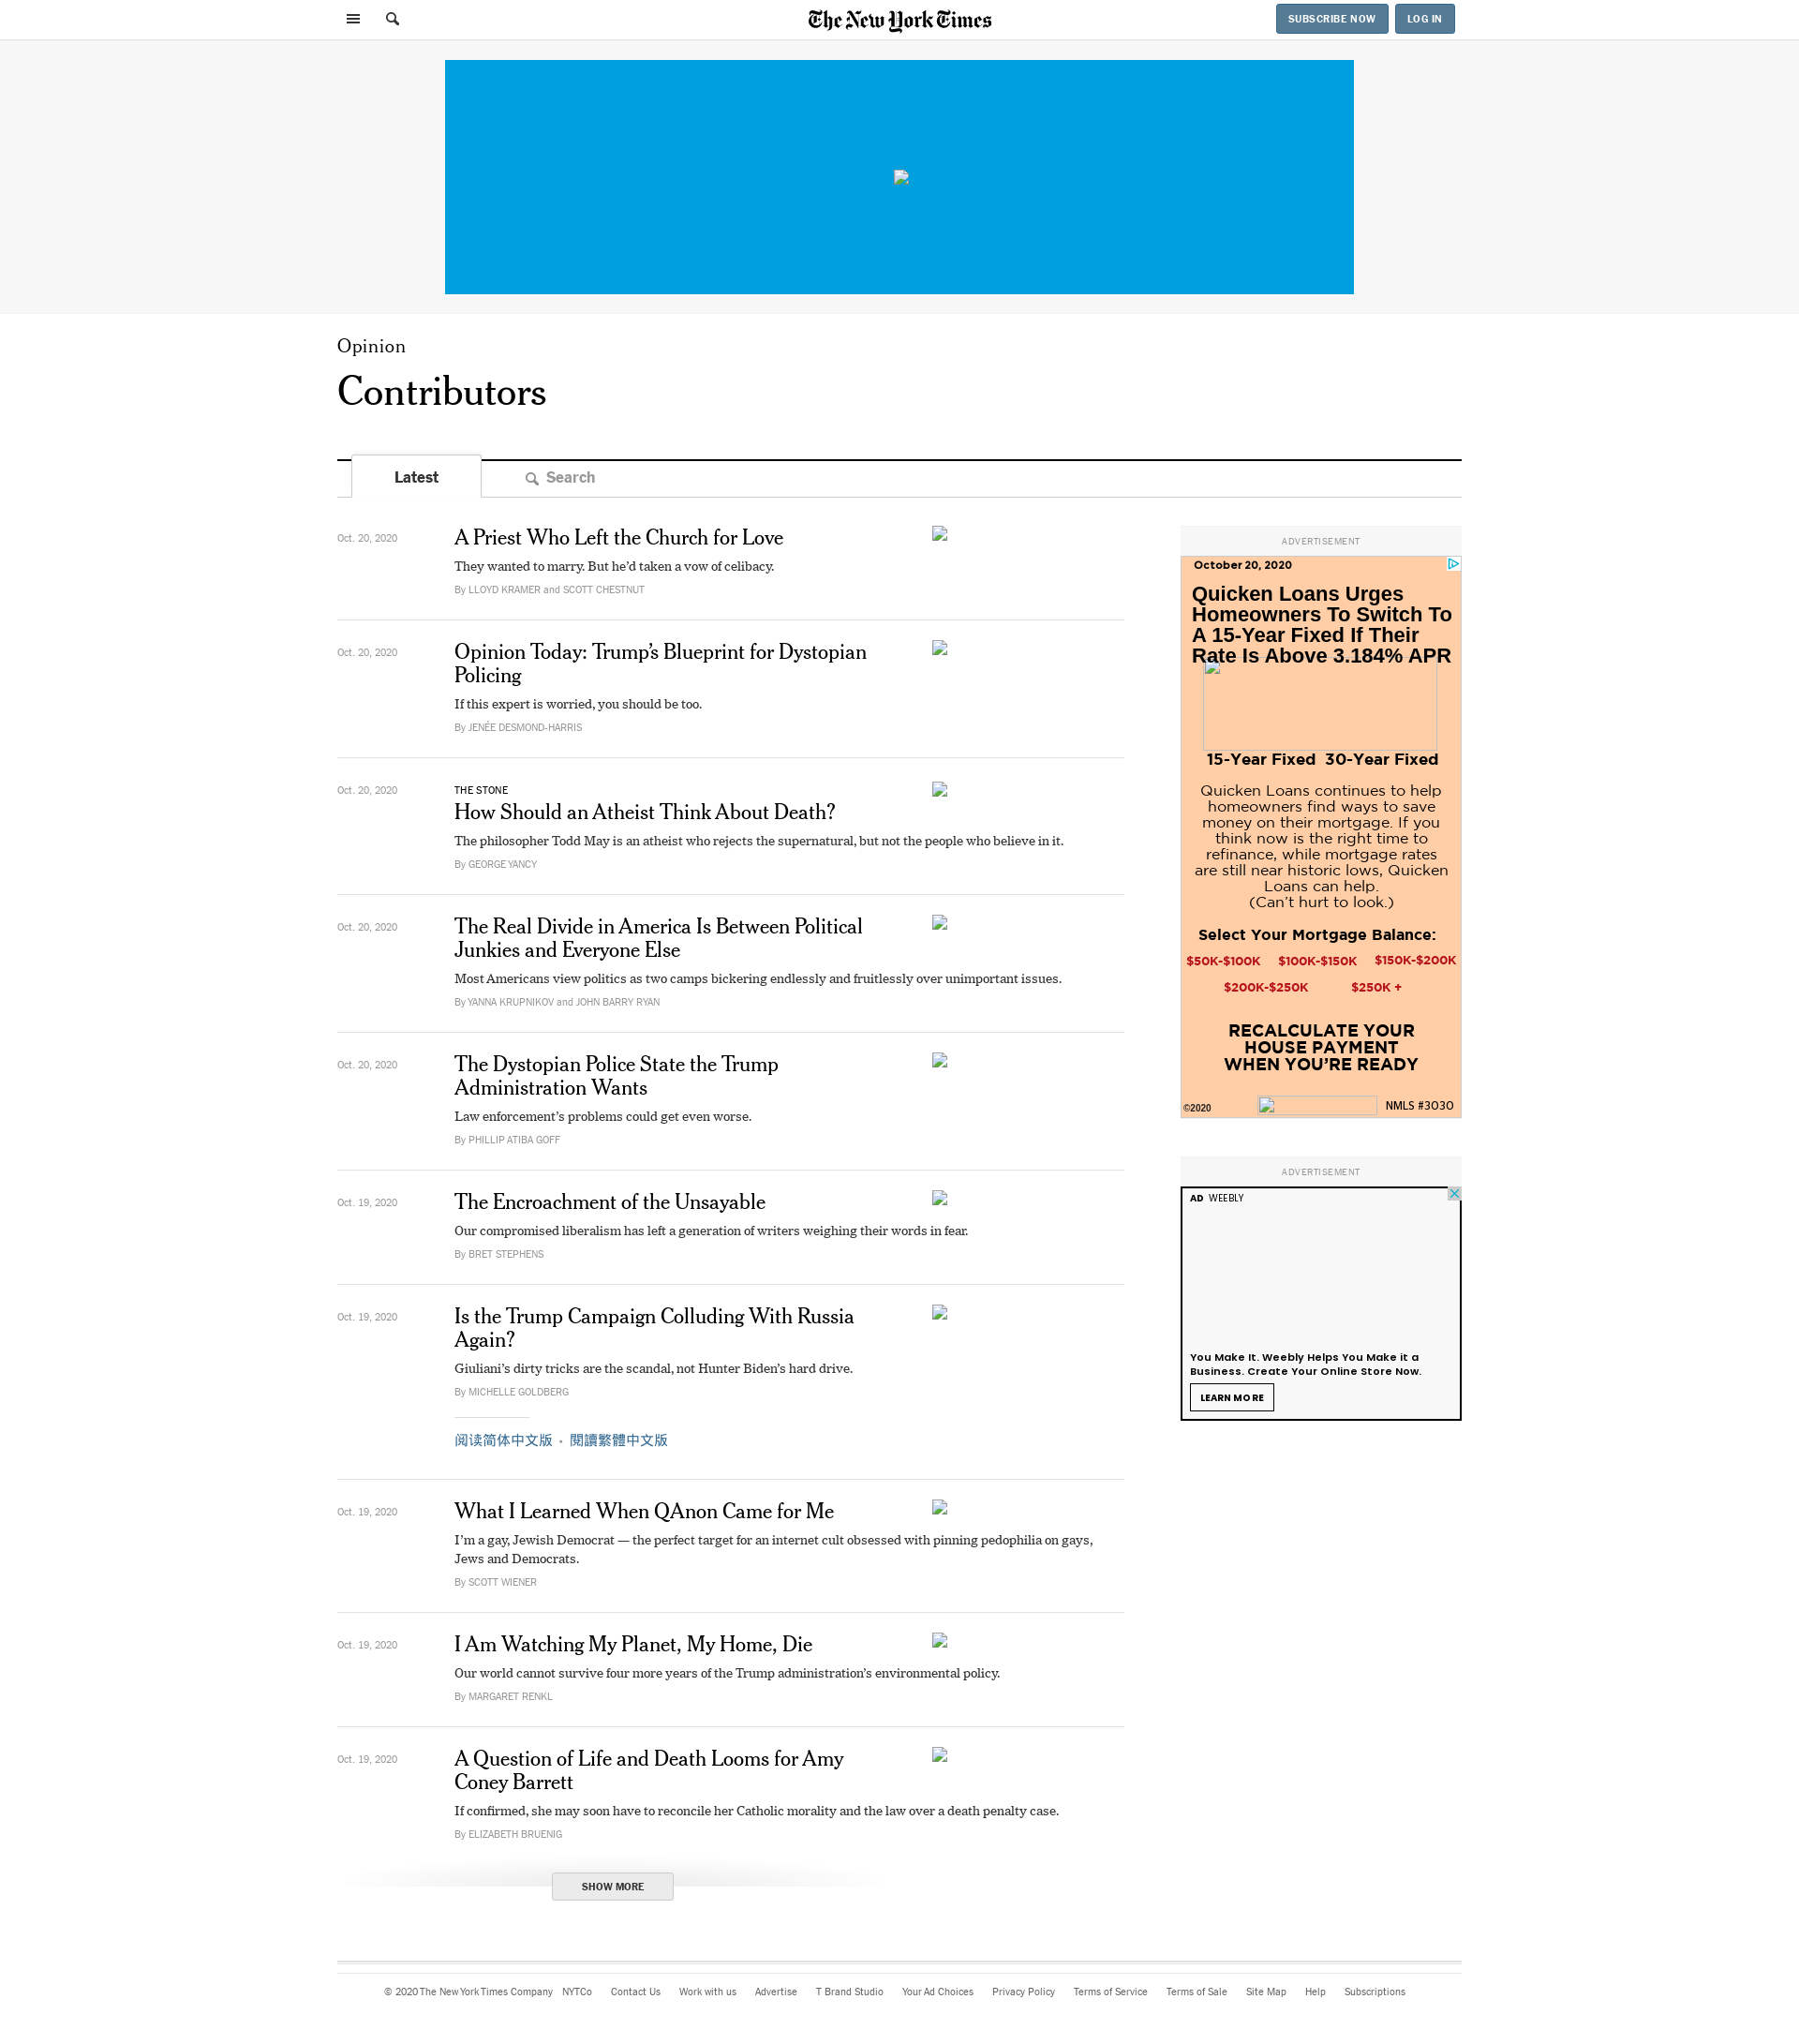 The New York Times
SUBSCRIBE NOW
LOG IN
Opinion
Contributors
Latest
Search
Oct. 20, 2020
A Priest Who Left the Church for Love
They wanted to marry. But he’d taken a vow of celibacy.
By LLOYD KRAMER and SCOTT CHESTNUT
Oct. 20, 2020
Opinion Today: Trump’s Blueprint for Dystopian
Policing
If this expert is worried, you should be too.
By JENÉE DESMOND-HARRIS
Oct. 20, 2020
THE STONE
How Should an Atheist Think About Death?
The philosopher Todd May is an atheist who rejects the supernatural, but not the people who believe in it.
By GEORGE YANCY
Oct. 20, 2020
The Real Divide in America Is Between Political
Junkies and Everyone Else
Most Americans view politics as two camps bickering endlessly and fruitlessly over unimportant issues.
By YANNA KRUPNIKOV and JOHN BARRY RYAN
Oct. 20, 2020
The Dystopian Police State the Trump
Administration Wants
Law enforcement’s problems could get even worse.
By PHILLIP ATIBA GOFF
Oct. 19, 2020
The Encroachment of the Unsayable
Our compromised liberalism has left a generation of writers weighing their words in fear.
By BRET STEPHENS
Oct. 19, 2020
Is the Trump Campaign Colluding With Russia
Again?
Giuliani’s dirty tricks are the scandal, not Hunter Biden’s hard drive.
By MICHELLE GOLDBERG
阅读简体中文版 • 閱讀繁體中文版
Oct. 19, 2020
What I Learned When QAnon Came for Me
I’m a gay, Jewish Democrat — the perfect target for an internet cult obsessed with pinning pedophilia on gays,
Jews and Democrats.
By SCOTT WIENER
Oct. 19, 2020
I Am Watching My Planet, My Home, Die
Our world cannot survive four more years of the Trump administration’s environmental policy.
By MARGARET RENKL
Oct. 19, 2020
A Question of Life and Death Looms for Amy
Coney Barrett
If confirmed, she may soon have to reconcile her Catholic morality and the law over a death penalty case.
By ELIZABETH BRUENIG
SHOW MORE
ADVERTISEMENT
October 20, 2020
Quicken Loans Urges
Homeowners To Switch To
A 15-Year Fixed If Their
Rate Is Above 3.184% APR
15-Year Fixed 30-Year Fixed
Quicken Loans continues to help
homeowners find ways to save
money on their mortgage. If you
think now is the right time to
refinance, while mortgage rates
are still near historic lows, Quicken
Loans can help.
(Can’t hurt to look.)
Select Your Mortgage Balance:
$50K-$100K $100K-$150K $150K-$200K
$200K-$250K $250K +
RECALCULATE YOUR
HOUSE PAYMENT
WHEN YOU’RE READY
©2020 NMLS #3030
ADVERTISEMENT
AD WEEBLY
You Make It. Weebly Helps You Make it a
Business. Create Your Online Store Now.
LEARN MORE
© 2020 The New York Times Company NYTCo Contact Us Work with us Advertise T Brand Studio Your Ad Choices Privacy Policy Terms of Service Terms of Sale Site Map Help Subscriptions